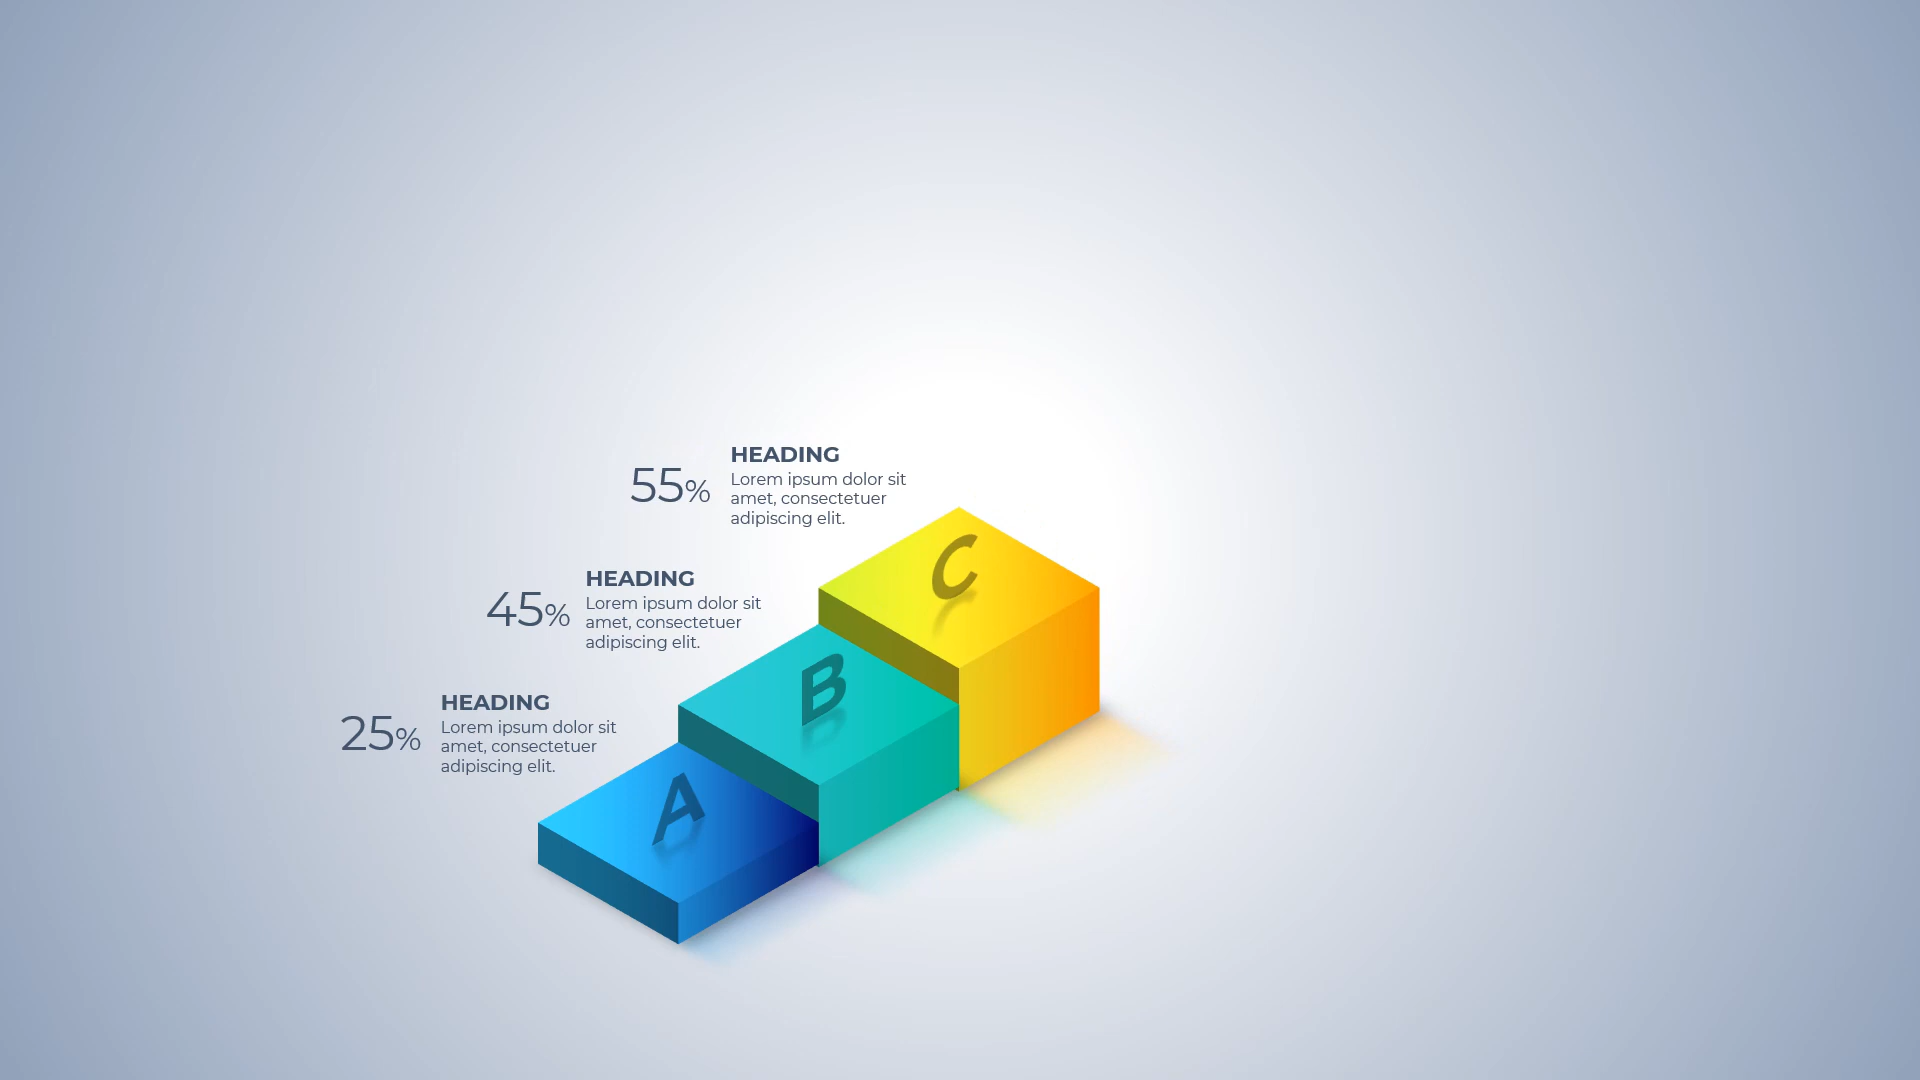 55%
HEADING
Lorem ipsum dolor sit
amet, consectetuer
adipiscing elit.
C
45%
HEADING
Lorem ipsum dolor sit
amet, consectetuer
adipiscing elit.
B
25%
HEADING
Lorem ipsum dolor sit
amet, consectetuer
adipiscing elit.
A